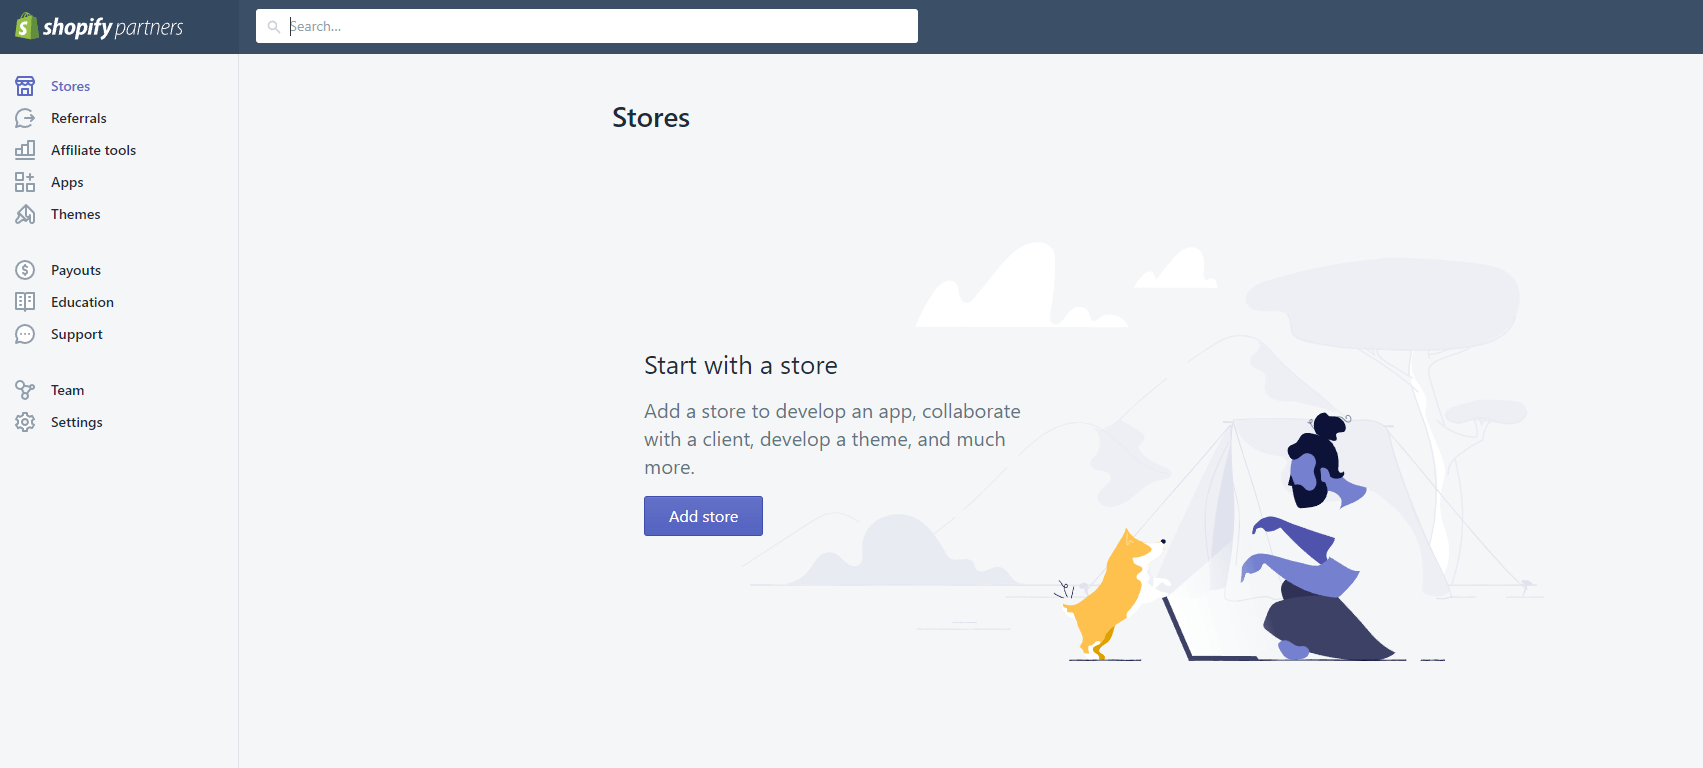 shopify partners
Search...
Stores
Referrals
Affiliate tools
Apps
Themes
Payouts
Education
Support
Team
Settings
Stores
Start with a store
Add a store to develop an app, collaborate
with a client, develop a theme, and much
more.
Add store